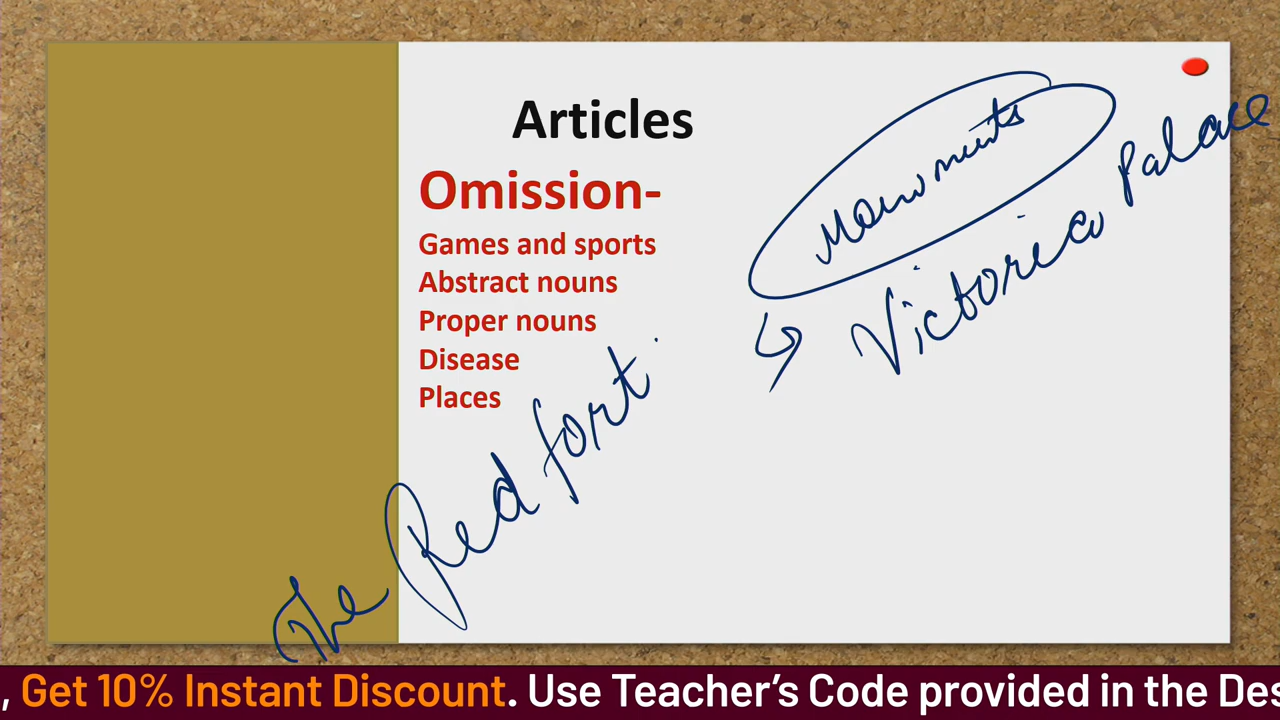 Articles
Omission-
Games and sports
Abstract nouns
Proper nouns
Disease
Places
Monuments
Victoria Palace
The Red fort
, Get 10% Instant Discount. Use Teacher's Code provided in the Des